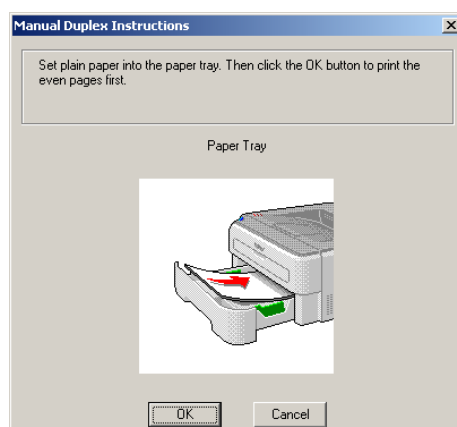 Manual Duplex Instructions
Set plain paper into the paper tray. Then click the OK button to print the
even pages first.
Paper Tray
OK
Cancel